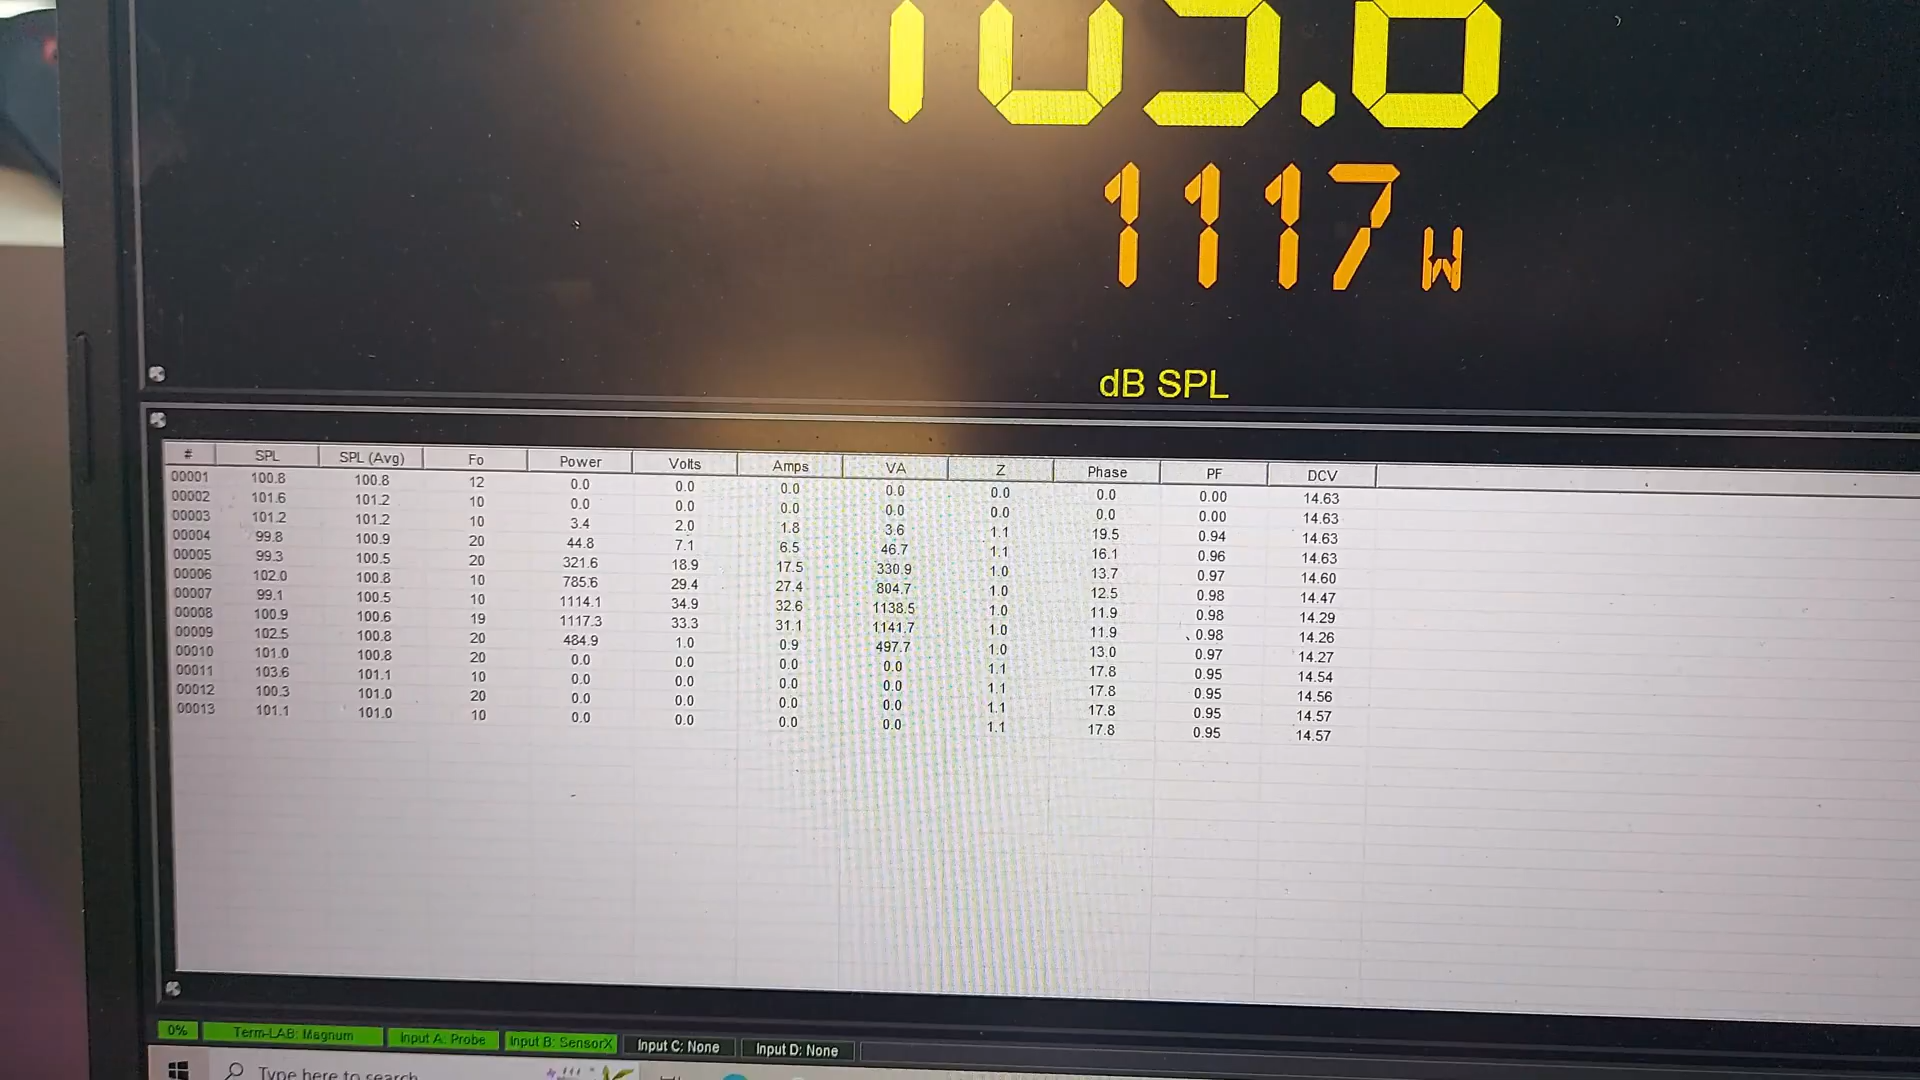 103.6
1117 W
dB SPL
# SPL SPL (Avg) Fo Power Volts Amps VA Z Phase PF DCV
00001 100.8 100.8 12 0.0 0.0 0.0 0.0 0.0 0.0 0.00 14.63
00002 101.6 101.2 10 0.0 0.0 0.0 0.0 0.0 0.0 0.00 14.63
00003 101.2 101.2 10 3.4 2.0 1.8 3.6 1.1 19.5 0.94 14.63
00004 99.8 100.9 20 44.8 7.1 6.5 46.7 1.1 16.1 0.96 14.63
00005 99.3 100.5 20 321.6 18.9 17.5 330.9 1.0 13.7 0.97 14.60
00006 102.0 100.8 10 785.6 29.4 27.4 804.7 1.0 12.5 0.98 14.47
00007 99.1 100.5 10 1114.1 34.9 32.6 1138.5 1.0 11.9 0.98 14.29
00008 100.9 100.6 19 1117.3 33.3 31.1 1141.7 1.0 11.9 0.98 14.26
00009 102.5 100.8 20 484.9 1.0 0.9 497.7 1.0 13.0 0.97 14.27
00010 101.0 100.8 20 0.0 0.0 0.0 0.0 1.1 17.8 0.95 14.54
00011 103.6 101.1 10 0.0 0.0 0.0 0.0 1.1 17.8 0.95 14.56
00012 100.3 101.0 20 0.0 0.0 0.0 0.0 1.1 17.8 0.95 14.57
00013 101.1 101.0 10 0.0 0.0 0.0 0.0 1.1 17.8 0.95 14.57
0% Term-LAB: Magnum Input A: Probe Input B: SensorX Input C: None Input D: None
Type here to search